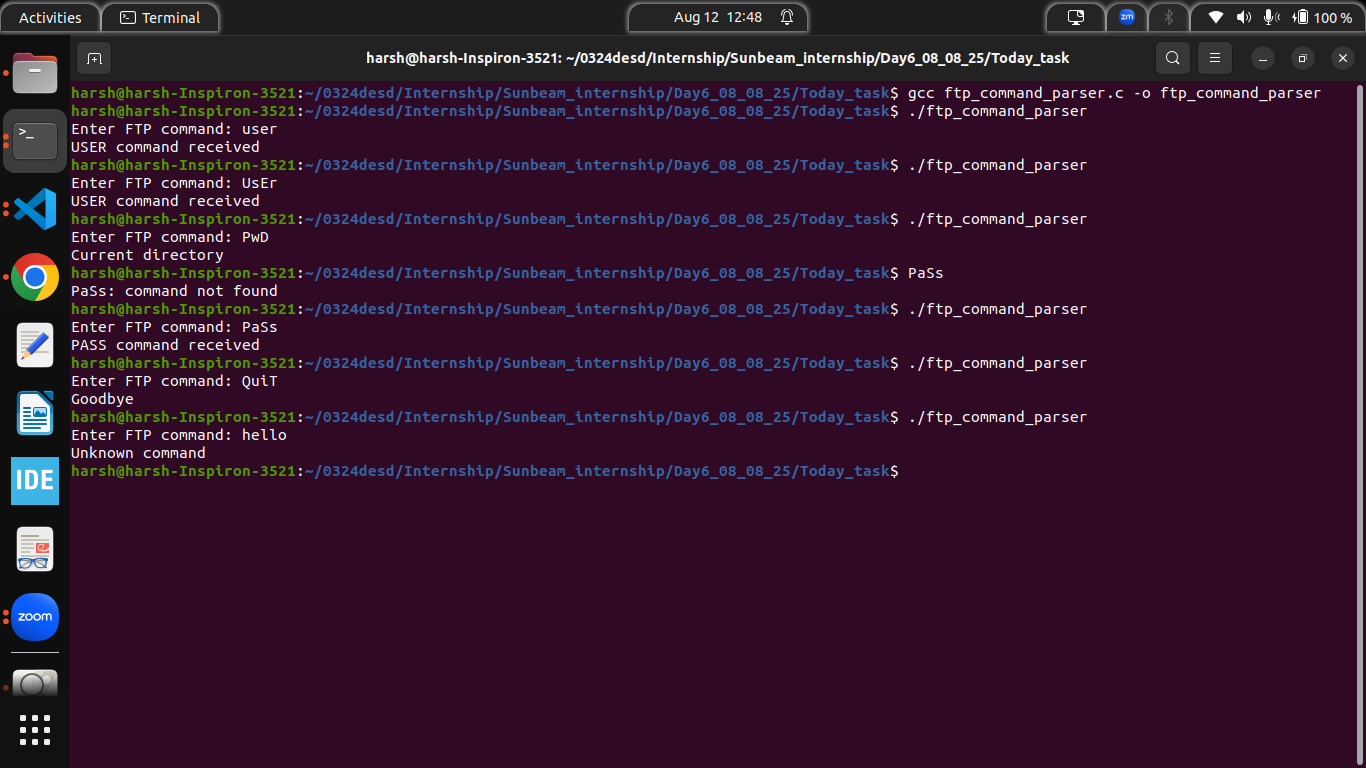 Activities
Terminal
Aug 12 12:48
zm
100 %
harsh@harsh-Inspiron-3521: ~/0324desd/Internship/Sunbeam_internship/Day6_08_08_25/Today_task
harsh@harsh-Inspiron-3521:~/0324desd/Internship/Sunbeam_internship/Day6_08_08_25/Today_task$ gcc ftp_command_parser.c -o ftp_command_parser
harsh@harsh-Inspiron-3521:~/0324desd/Internship/Sunbeam_internship/Day6_08_08_25/Today_task$ ./ftp_command_parser
Enter FTP command: user
USER command received
harsh@harsh-Inspiron-3521:~/0324desd/Internship/Sunbeam_internship/Day6_08_08_25/Today_task$ ./ftp_command_parser
Enter FTP command: UsEr
USER command received
harsh@harsh-Inspiron-3521:~/0324desd/Internship/Sunbeam_internship/Day6_08_08_25/Today_task$ ./ftp_command_parser
Enter FTP command: PwD
Current directory
harsh@harsh-Inspiron-3521:~/0324desd/Internship/Sunbeam_internship/Day6_08_08_25/Today_task$ PaSs
PaSs: command not found
harsh@harsh-Inspiron-3521:~/0324desd/Internship/Sunbeam_internship/Day6_08_08_25/Today_task$ ./ftp_command_parser
Enter FTP command: PaSs
PASS command received
harsh@harsh-Inspiron-3521:~/0324desd/Internship/Sunbeam_internship/Day6_08_08_25/Today_task$ ./ftp_command_parser
Enter FTP command: QuiT
Goodbye
harsh@harsh-Inspiron-3521:~/0324desd/Internship/Sunbeam_internship/Day6_08_08_25/Today_task$ ./ftp_command_parser
Enter FTP command: hello
Unknown command
harsh@harsh-Inspiron-3521:~/0324desd/Internship/Sunbeam_internship/Day6_08_08_25/Today_task$
>_
IDE
zoom